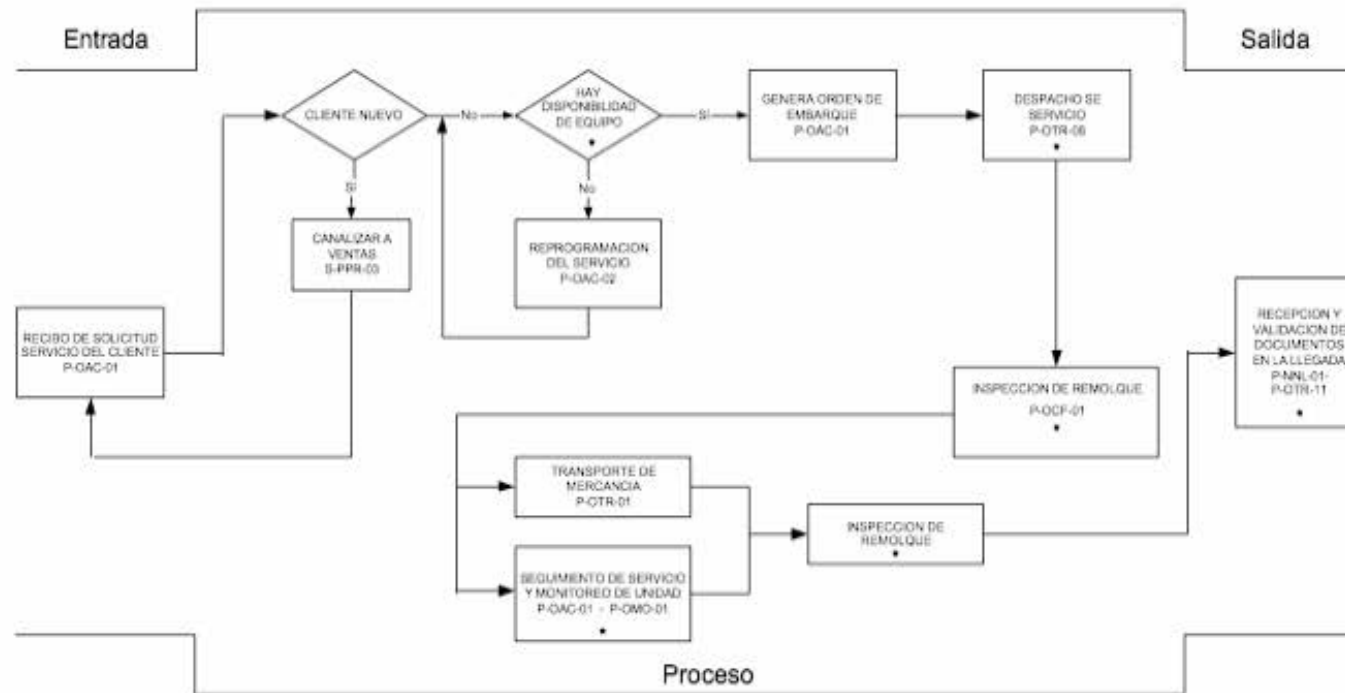 Entrada
Salida
CLIENTE NUEVO
No
HAY
DISPONIBILIDAD
DE EQUIPO
SI
GENERA ORDEN DE
EMBARQUE
P-OAC-01
DESPACHO SE
SERVICIO
P-OTR-06
SI
No
CANALIZAR A
VENTAS
S-PPR-03
REPROGRAMACION
DEL SERVICIO
P-OAC-02
RECIBO DE SOLICITUD
SERVICIO DEL CLIENTE
P-OAC-01
RECEPCION Y
VALIDACION DE
DOCUMENTOS
EN LA LLEGADA
P-NNL-01-
P-OTR-11
INSPECCION DE REMOLQUE
P-OCF-01
TRANSPORTE DE
MERCANCIA
P-OTR-01
INSPECCION DE
REMOLQUE
SEGUIMIENTO DE SERVICIO
Y MONITOREO DE UNIDAD
P-OAC-01 - P-OMO-01
Proceso